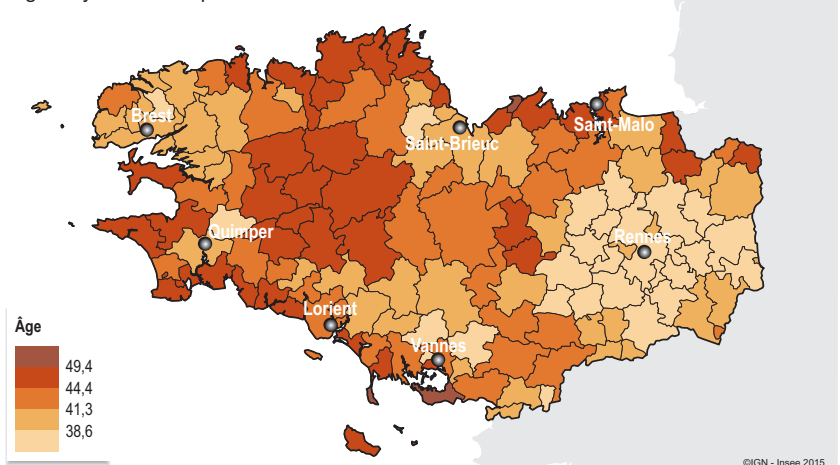 Brest
Saint-Malo
Saint-Brieuc
Quimper
Rennes
Lorient
Vannes
Âge
49,4
44,4
41,3
38,6
©IGN - Insee 2015